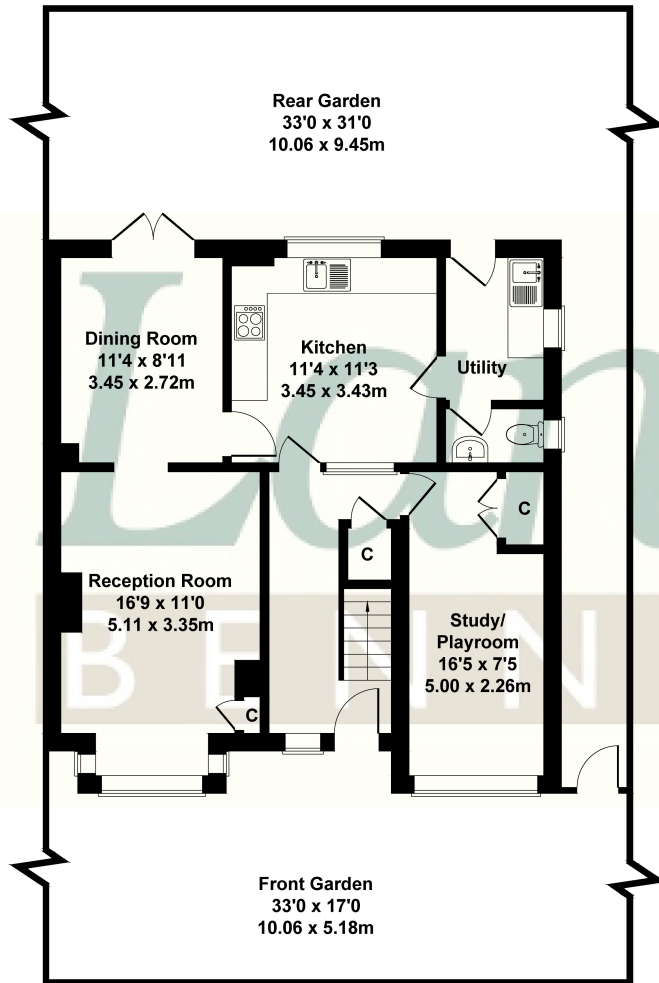 Rear Garden
33'0 x 31'0
10.06 x 9.45m
Dining Room
11'4 x 8'11
3.45 x 2.72m
Kitchen
11'4 x 11'3
3.45 x 3.43m
Utility
Lan
C
C
Reception Room
16'9 x 11'0
5.11 x 3.35m
Study/
Playroom
16'5 x 7'5
5.00 x 2.26m
BENN
C
Front Garden
33'0 x 17'0
10.06 x 5.18m